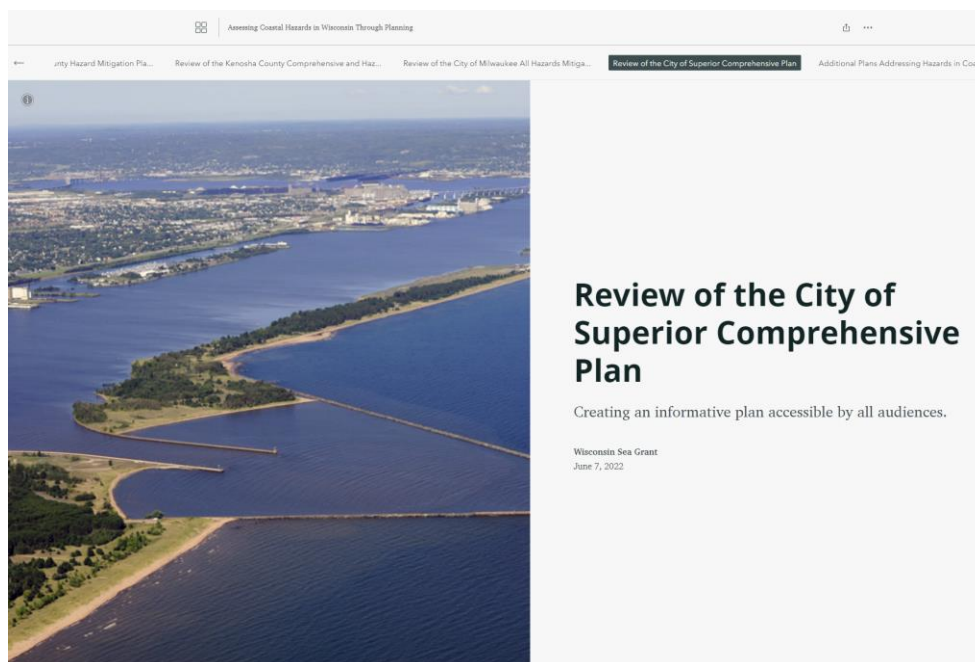 Assessing Coastal Hazards in Wisconsin Through Planning
unty Hazard Mitigation Pla... Review of the Kenosha County Comprehensive and Haz... Review of the City of Milwaukee All Hazards Mitiga... Review of the City of Superior Comprehensive Plan Additional Plans Addressing Hazards in Coa
Review of the City of
Superior Comprehensive
Plan
Creating an informative plan accessible by all audiences.
Wisconsin Sea Grant
June 7, 2022